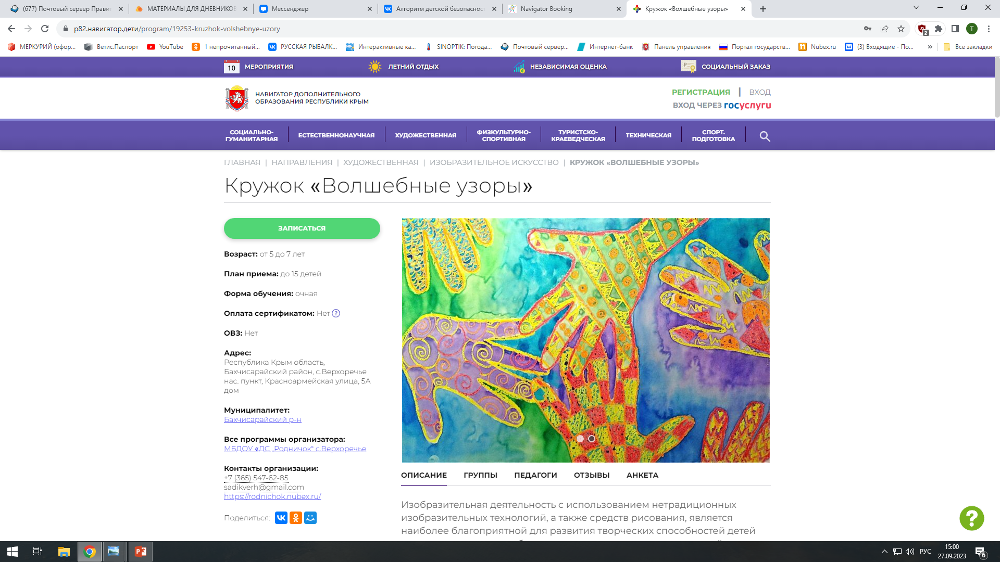 (677) Почтовый сервер Правит
МАТЕРИАЛЫ ДЛЯ ДНЕВНИКОВ
Мессенджер
Алгоритм детской безопасност
Navigator Booking
Кружок «Волшебные узоры»
p82.навигатор.дети/program/19253-kruzhok-volshebnye-uzory
2
T
МЕРКУРИЙ (офор...
Ветис.Паспорт
YouTube
1 непрочитанный...
РУССКАЯ РЫБАЛК...
Интерактивные ка...
SINOPTIK: Погода...
Почтовый сервер...
Интернет-банк
Панель управления
Портал государств...
Nubex.ru
(3) Входящие - По...
»
Все закладки
10 МЕРОПРИЯТИЯ
ЛЕТНИЙ ОТДЫХ
НЕЗАВИСИМАЯ ОЦЕНКА
СОЦИАЛЬНЫЙ ЗАКАЗ
НАВИГАТОР ДОПОЛНИТЕЛЬНОГО
ОБРАЗОВАНИЯ РЕСПУБЛИКИ КРЫМ
РЕГИСТРАЦИЯ | ВХОД
ВХОД ЧЕРЕЗ госуслуги
СОЦИАЛЬНО-
ГУМАНИТАРНАЯ
ЕСТЕСТВЕННОНАУЧНАЯ
ХУДОЖЕСТВЕННАЯ
ФИЗКУЛЬТУРНО-
СПОРТИВНАЯ
ТУРИСТСКО-
КРАЕВЕДЧЕСКАЯ
ТЕХНИЧЕСКАЯ
СПОРТ.
ПОДГОТОВКА
ГЛАВНАЯ | НАПРАВЛЕНИЯ | ХУДОЖЕСТВЕННАЯ | ИЗОБРАЗИТЕЛЬНОЕ ИСКУССТВО | КРУЖОК «ВОЛШЕБНЫЕ УЗОРЫ»
Кружок «Волшебные узоры»
ЗАПИСАТЬСЯ
Возраст: от 5 до 7 лет
План приема: до 15 детей
Форма обучения: очная
Оплата сертификатом: Нет ?
ОВЗ: Нет
Адрес:
Республика Крым область,
Бахчисарайский район, с.Верхоречье
нас. пункт, Красноармейская улица, 5А
дом
Муниципалитет:
Бахчисарайский р-н
Все программы организатора:
МБДОУ «ДС „Родничок“ с.Верхоречье
Контакты организации:
+7 (365) 547-62-85
sadikverh@gmail.com
https://rodnichok.nubex.ru/
Поделиться:
ОПИСАНИЕ ГРУППЫ ПЕДАГОГИ ОТЗЫВЫ АНКЕТА
Изобразительная деятельность с использованием нетрадиционных
изобразительных технологий, а также средств рисования, является
наиболее благоприятной для развития творческих способностей детей
?
РУС
15:00
27.09.2023
6